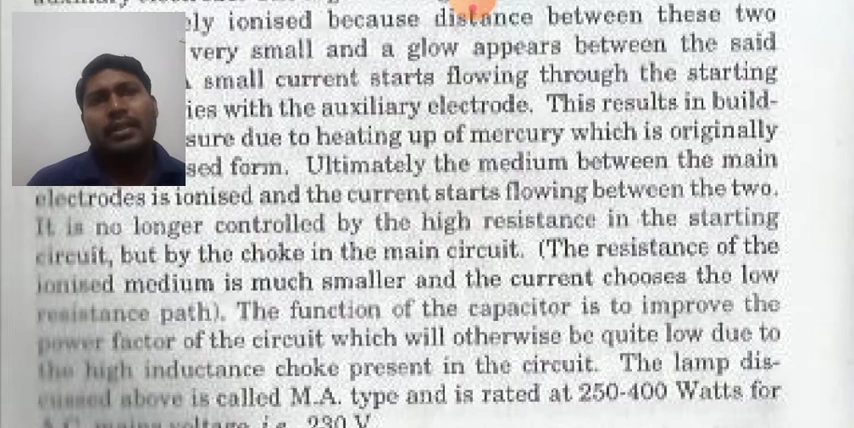 ely ionised because distance between these two
very small and a glow appears between the said
small current starts flowing through the starting
ies with the auxiliary electrode. This results in build-
sure due to heating up of mercury which is originally
sed form. Ultimately the medium between the main
electrodes is ionised and the current starts flowing between the two.
It is no longer controlled by the high resistance in the starting
circuit, but by the choke in the main circuit. (The resistance of the
ionised medium is much smaller and the current chooses the low
resistance path). The function of the capacitor is to improve the
power factor of the circuit which will otherwise be quite low due to
the high inductance choke present in the circuit. The lamp dis-
cussed above is called M.A. type and is rated at 250-400 Watts for
A.C. mains voltage i.e. 230 V